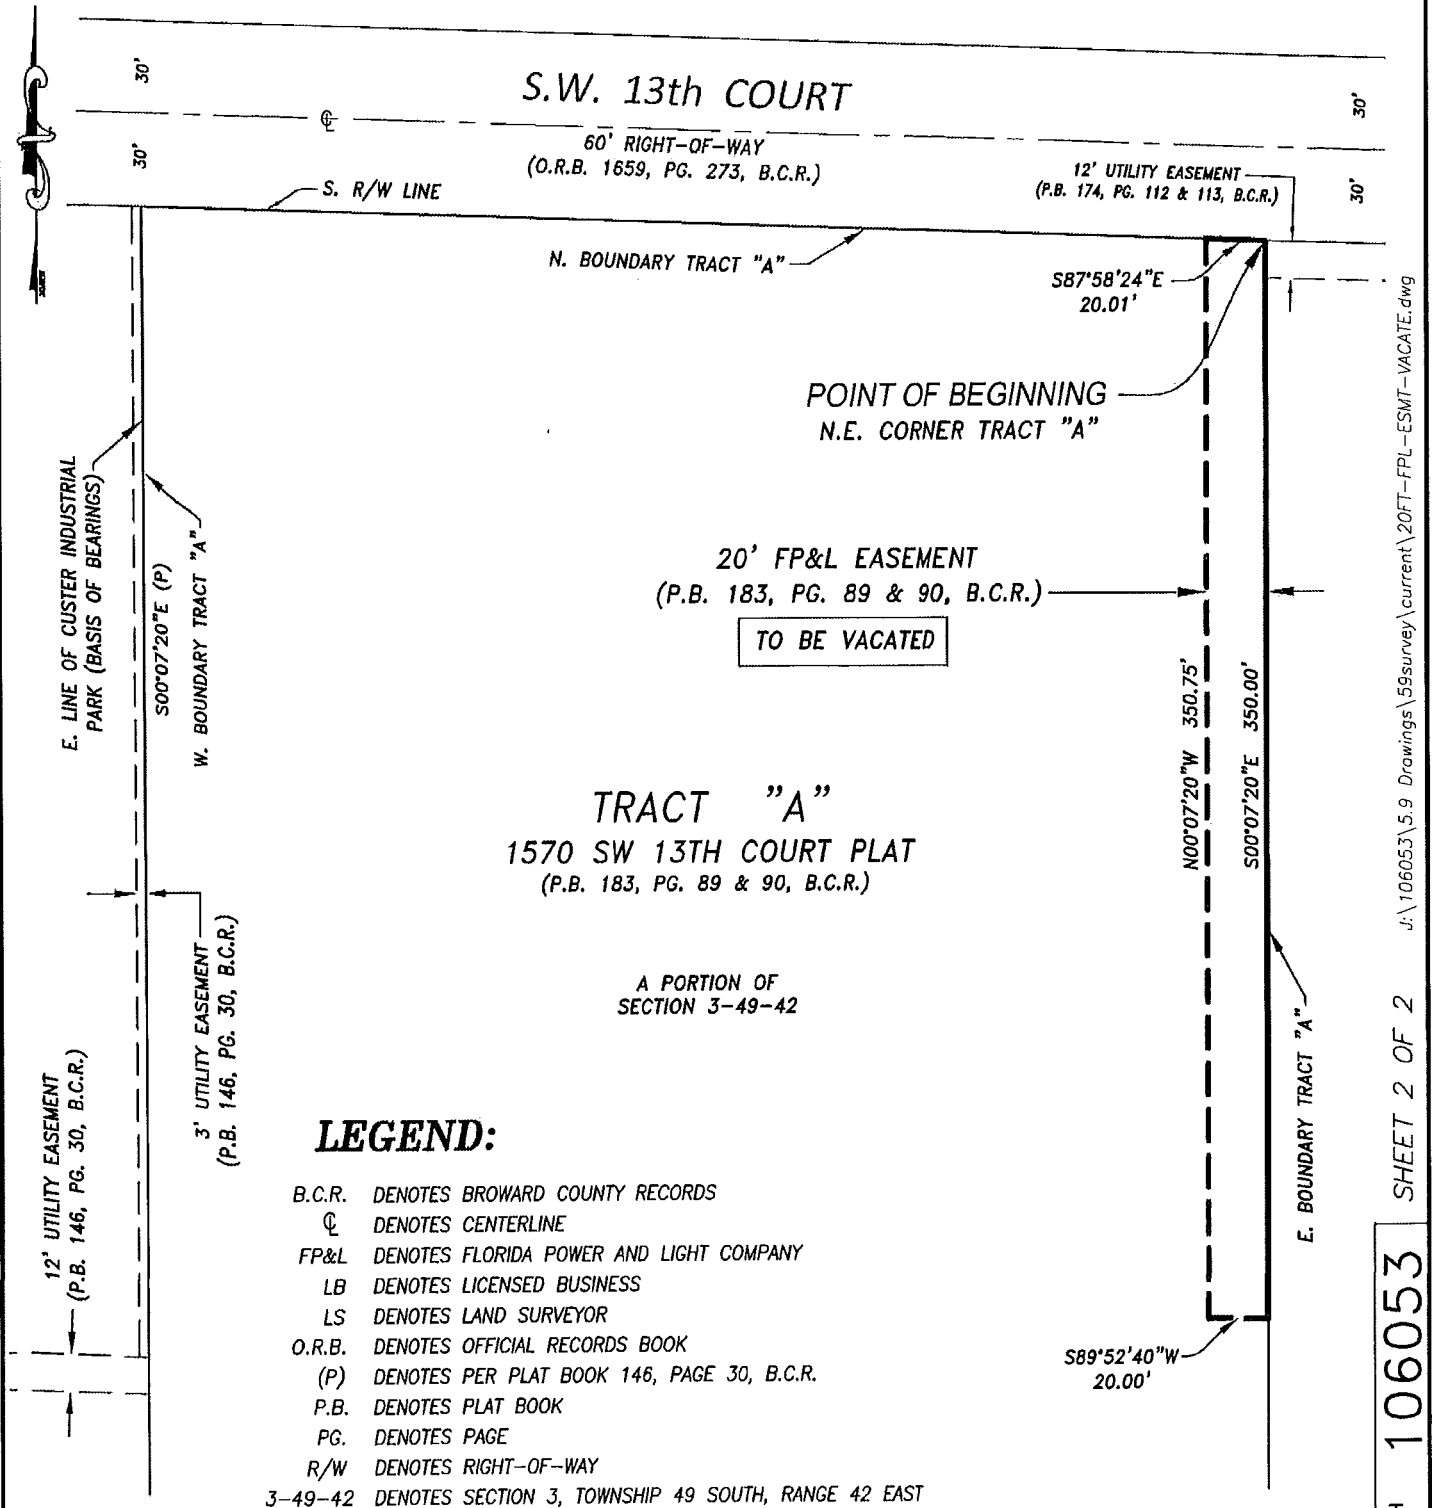 30'
30'
S.W. 13th COURT
℄
60' RIGHT-OF-WAY
(O.R.B. 1659, PG. 273, B.C.R.)
30'
30'
S. R/W LINE
12' UTILITY EASEMENT
(P.B. 174, PG. 112 & 113, B.C.R.)
N. BOUNDARY TRACT "A"
S87°58'24"E
20.01'
POINT OF BEGINNING
N.E. CORNER TRACT "A"
E. LINE OF CUSTER INDUSTRIAL
PARK (BASIS OF BEARINGS)
S00°07'20"E (P)
W. BOUNDARY TRACT "A"
20' FP&L EASEMENT
(P.B. 183, PG. 89 & 90, B.C.R.)
TO BE VACATED
N00°07'20"W 350.75'
S00°07'20"E 350.00'
TRACT "A"
1570 SW 13TH COURT PLAT
(P.B. 183, PG. 89 & 90, B.C.R.)
A PORTION OF
SECTION 3-49-42
3' UTILITY EASEMENT
(P.B. 146, PG. 30, B.C.R.)
12' UTILITY EASEMENT
(P.B. 146, PG. 30, B.C.R.)
E. BOUNDARY TRACT "A"
S89°52'40"W
20.00'
LEGEND:
B.C.R. DENOTES BROWARD COUNTY RECORDS
℄ DENOTES CENTERLINE
FP&L DENOTES FLORIDA POWER AND LIGHT COMPANY
LB DENOTES LICENSED BUSINESS
LS DENOTES LAND SURVEYOR
O.R.B. DENOTES OFFICIAL RECORDS BOOK
(P) DENOTES PER PLAT BOOK 146, PAGE 30, B.C.R.
P.B. DENOTES PLAT BOOK
PG. DENOTES PAGE
R/W DENOTES RIGHT-OF-WAY
3-49-42 DENOTES SECTION 3, TOWNSHIP 49 SOUTH, RANGE 42 EAST
J:\106053\5.9 Drawings\59survey\current\20FT-FPL-ESMT-VACATE.dwg
SHEET 2 OF 2
106053